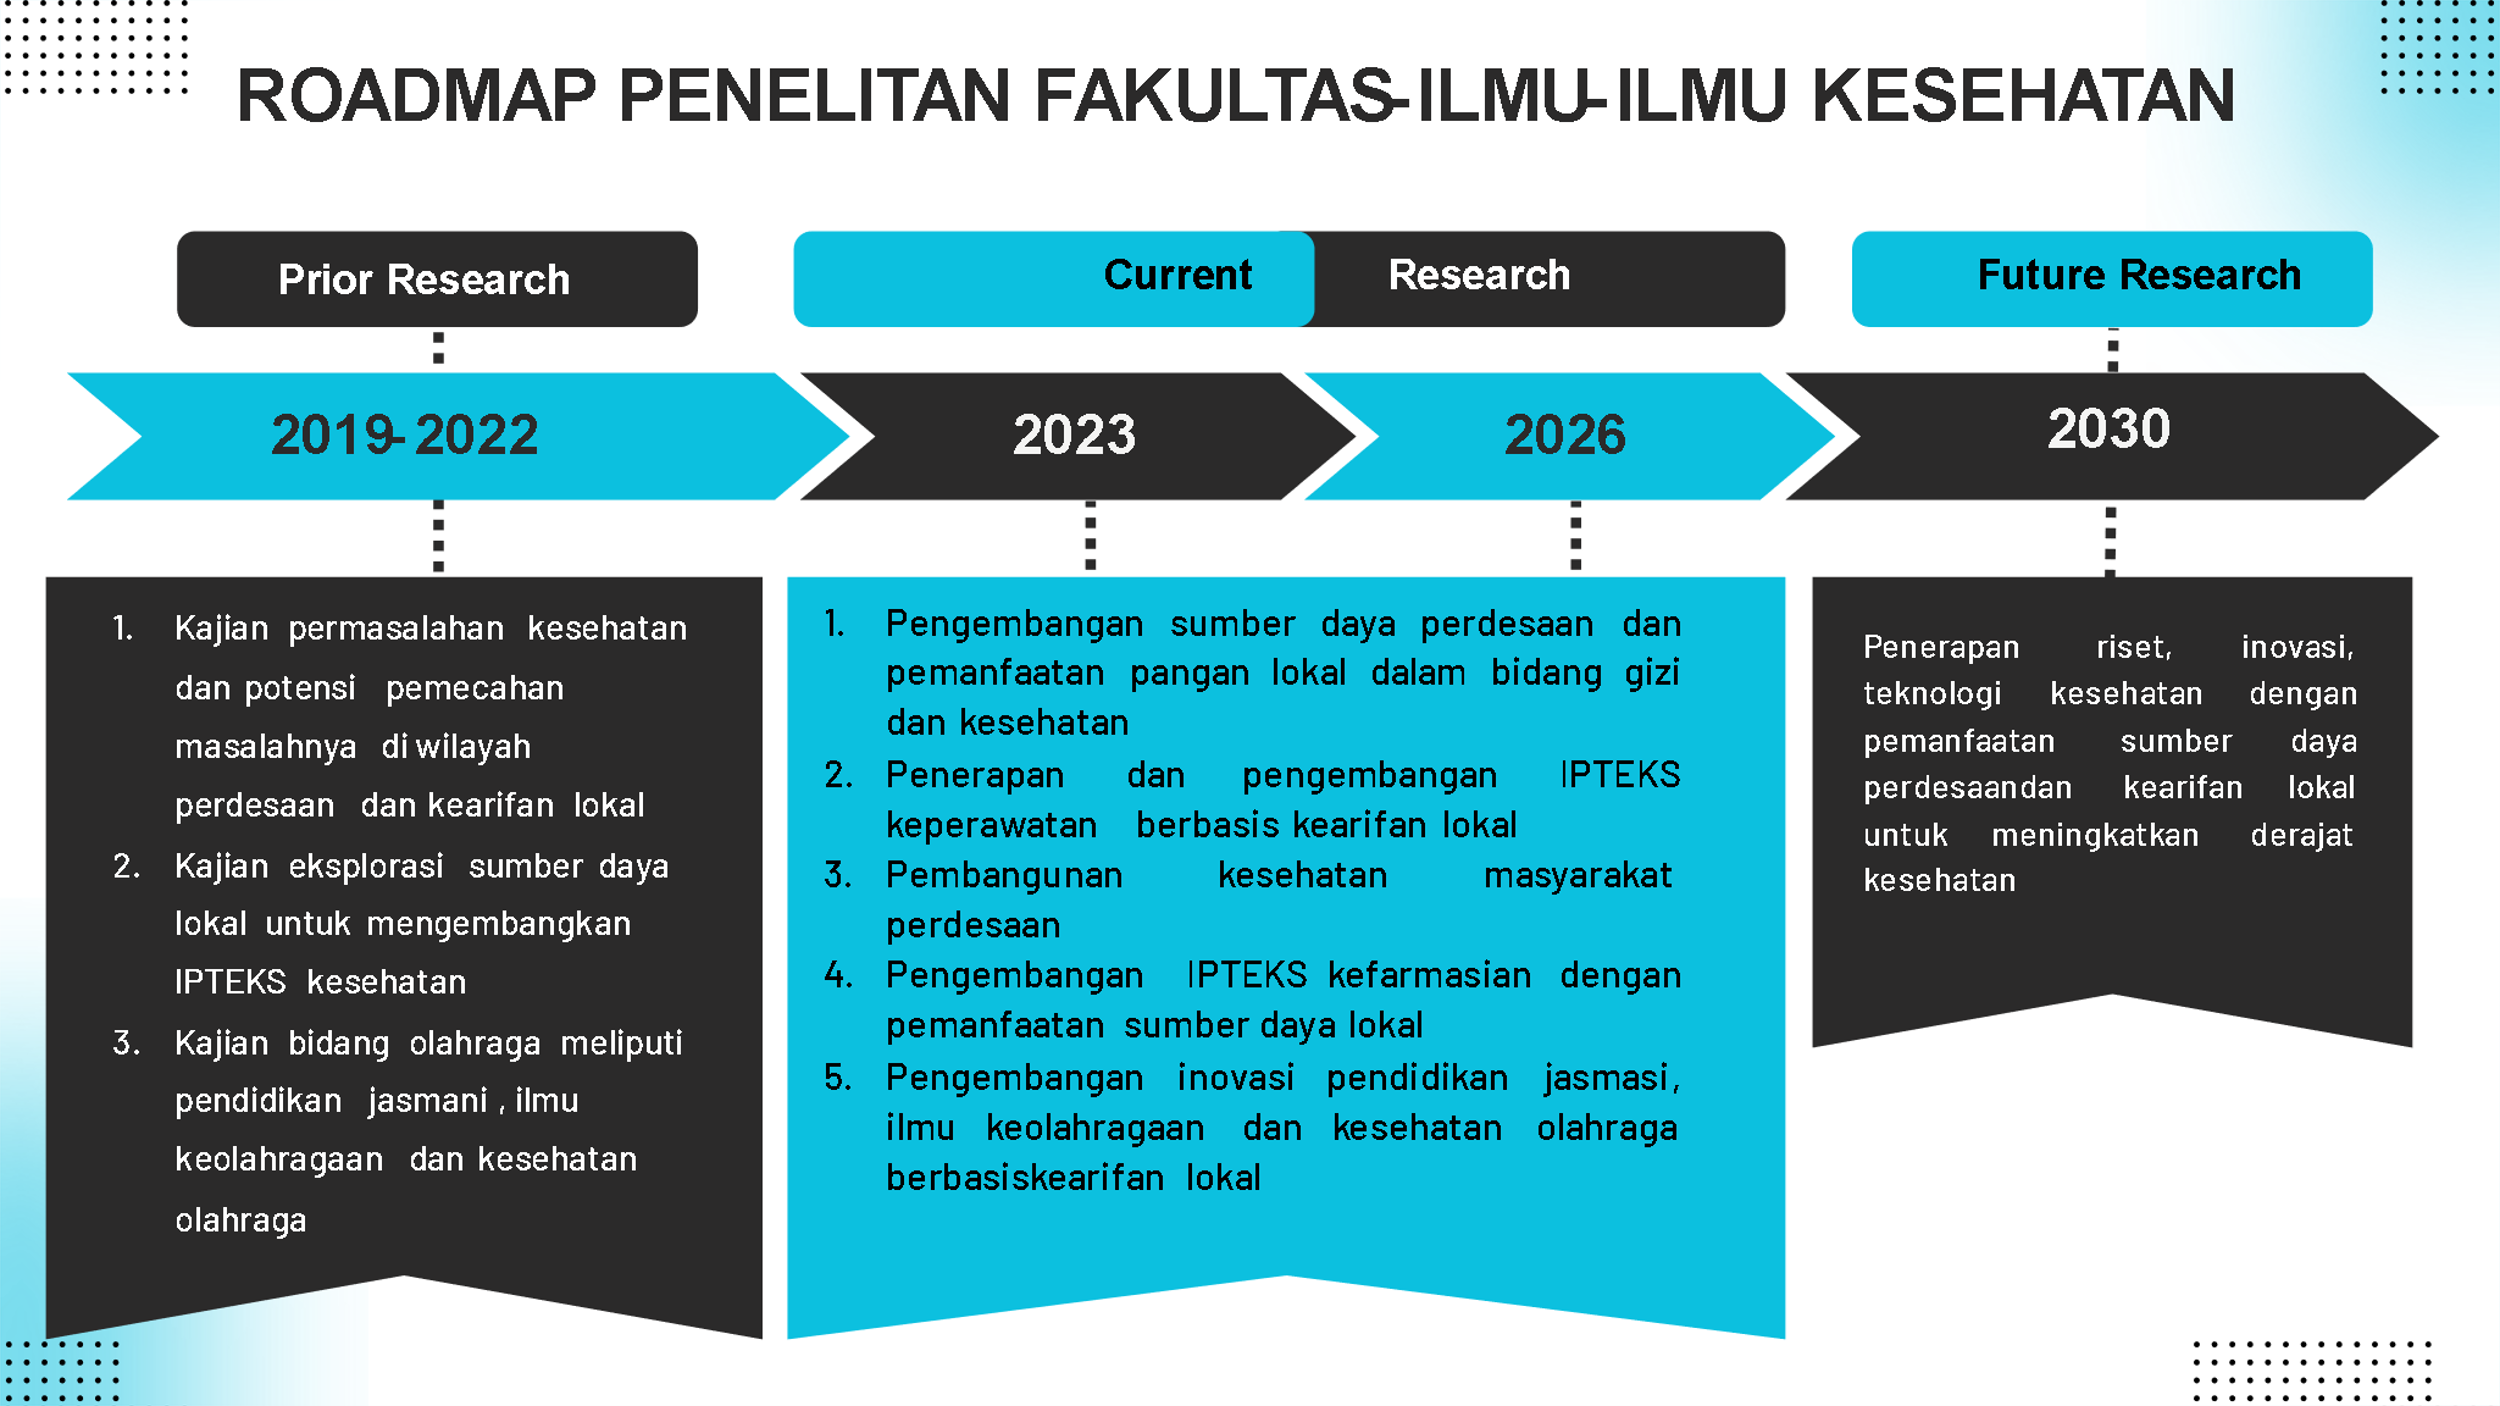 ROADMAP PENELITAN FAKULTAS-ILMU-ILMU KESEHATAN
Prior Research
Current Research
Future Research
2019-2022
2023
2026
2030
1. Kajian permasalahan kesehatan
dan potensi pemecahan
masalahnya di wilayah
perdesaan dan kearifan lokal
2. Kajian eksplorasi sumber daya
lokal untuk mengembangkan
IPTEKS kesehatan
3. Kajian bidang olahraga meliputi
pendidikan jasmani , ilmu
keolahragaan dan kesehatan
olahraga
1. Pengembangan sumber daya perdesaan dan
pemanfaatan pangan lokal dalam bidang gizi
dan kesehatan
2. Penerapan dan pengembangan IPTEKS
keperawatan berbasis kearifan lokal
3. Pembangunan kesehatan masyarakat
perdesaan
4. Pengembangan IPTEKS kefarmasian dengan
pemanfaatan sumber daya lokal
5. Pengembangan inovasi pendidikan jasmasi,
ilmu keolahragaan dan kesehatan olahraga
berbasiskearifan lokal
Penerapan riset, inovasi,
teknologi kesehatan dengan
pemanfaatan sumber daya
perdesaandan kearifan lokal
untuk meningkatkan derajat
kesehatan